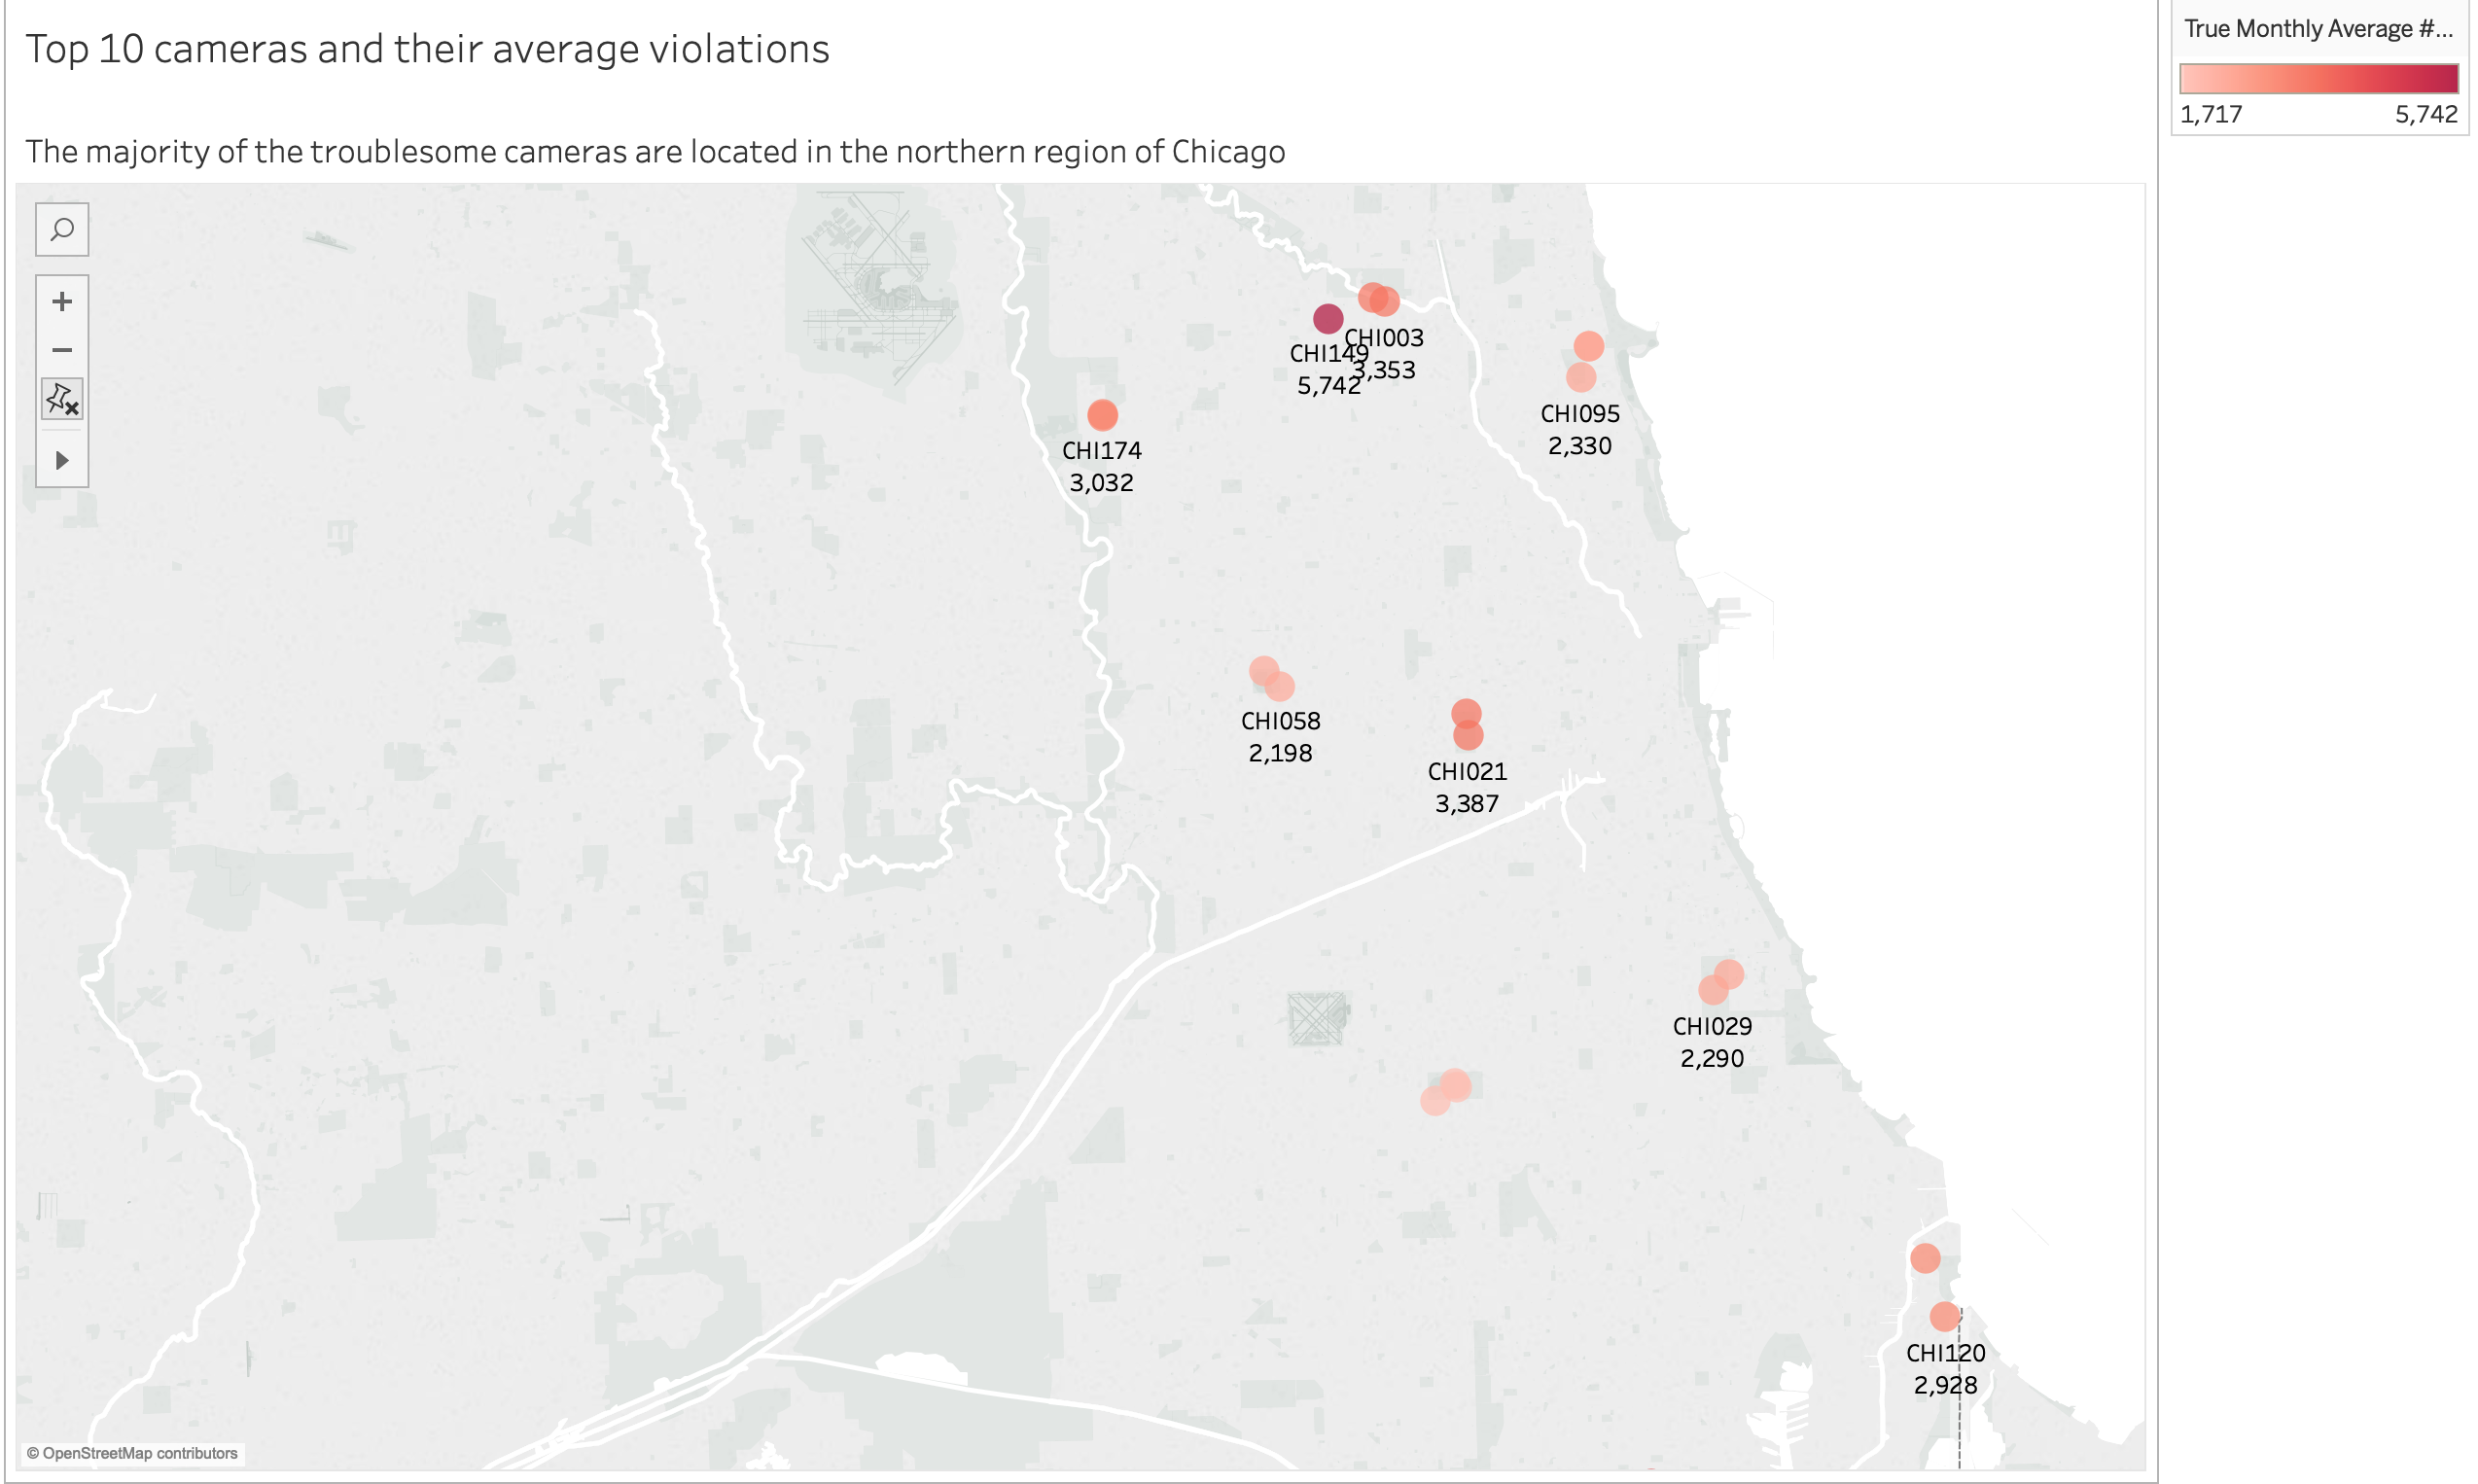 Top 10 cameras and their average violations
True Monthly Average #...
1,717 5,742
The majority of the troublesome cameras are located in the northern region of Chicago
CHI003
3,353
CHI149
5,742
CHI095
2,330
CHI174
3,032
CHI058
2,198
CHI021
3,387
CHI029
2,290
CHI120
2,928
© OpenStreetMap contributors